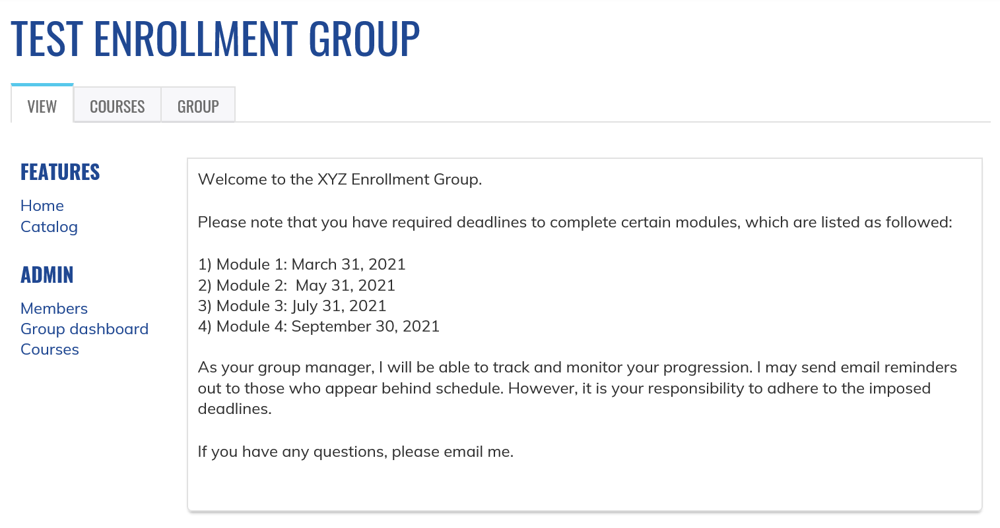 TEST ENROLLMENT GROUP
VIEW
COURSES
GROUP
FEATURES
Home
Catalog
ADMIN
Members
Group dashboard
Courses
Welcome to the XYZ Enrollment Group.
Please note that you have required deadlines to complete certain modules, which are listed as followed:
1) Module 1: March 31, 2021
2) Module 2:  May 31, 2021
3) Module 3: July 31, 2021
4) Module 4: September 30, 2021
As your group manager, I will be able to track and monitor your progression. I may send email reminders
out to those who appear behind schedule. However, it is your responsibility to adhere to the imposed
deadlines.
If you have any questions, please email me.